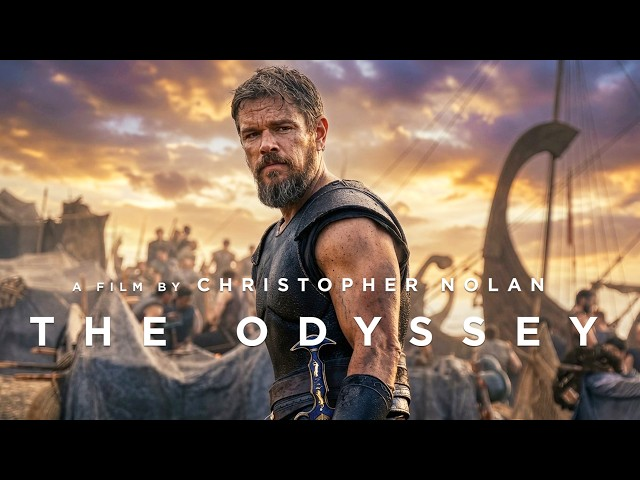 A FILM BY CHRISTOPHER NOLAN
THE ODYSSEY